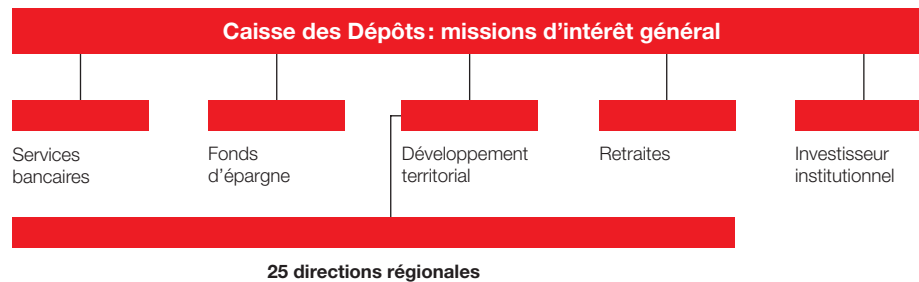 Caisse des Dépôts : missions d'intérêt général
Services
bancaires
Fonds
d'épargne
Développement
territorial
Retraites
Investisseur
institutionnel
25 directions régionales